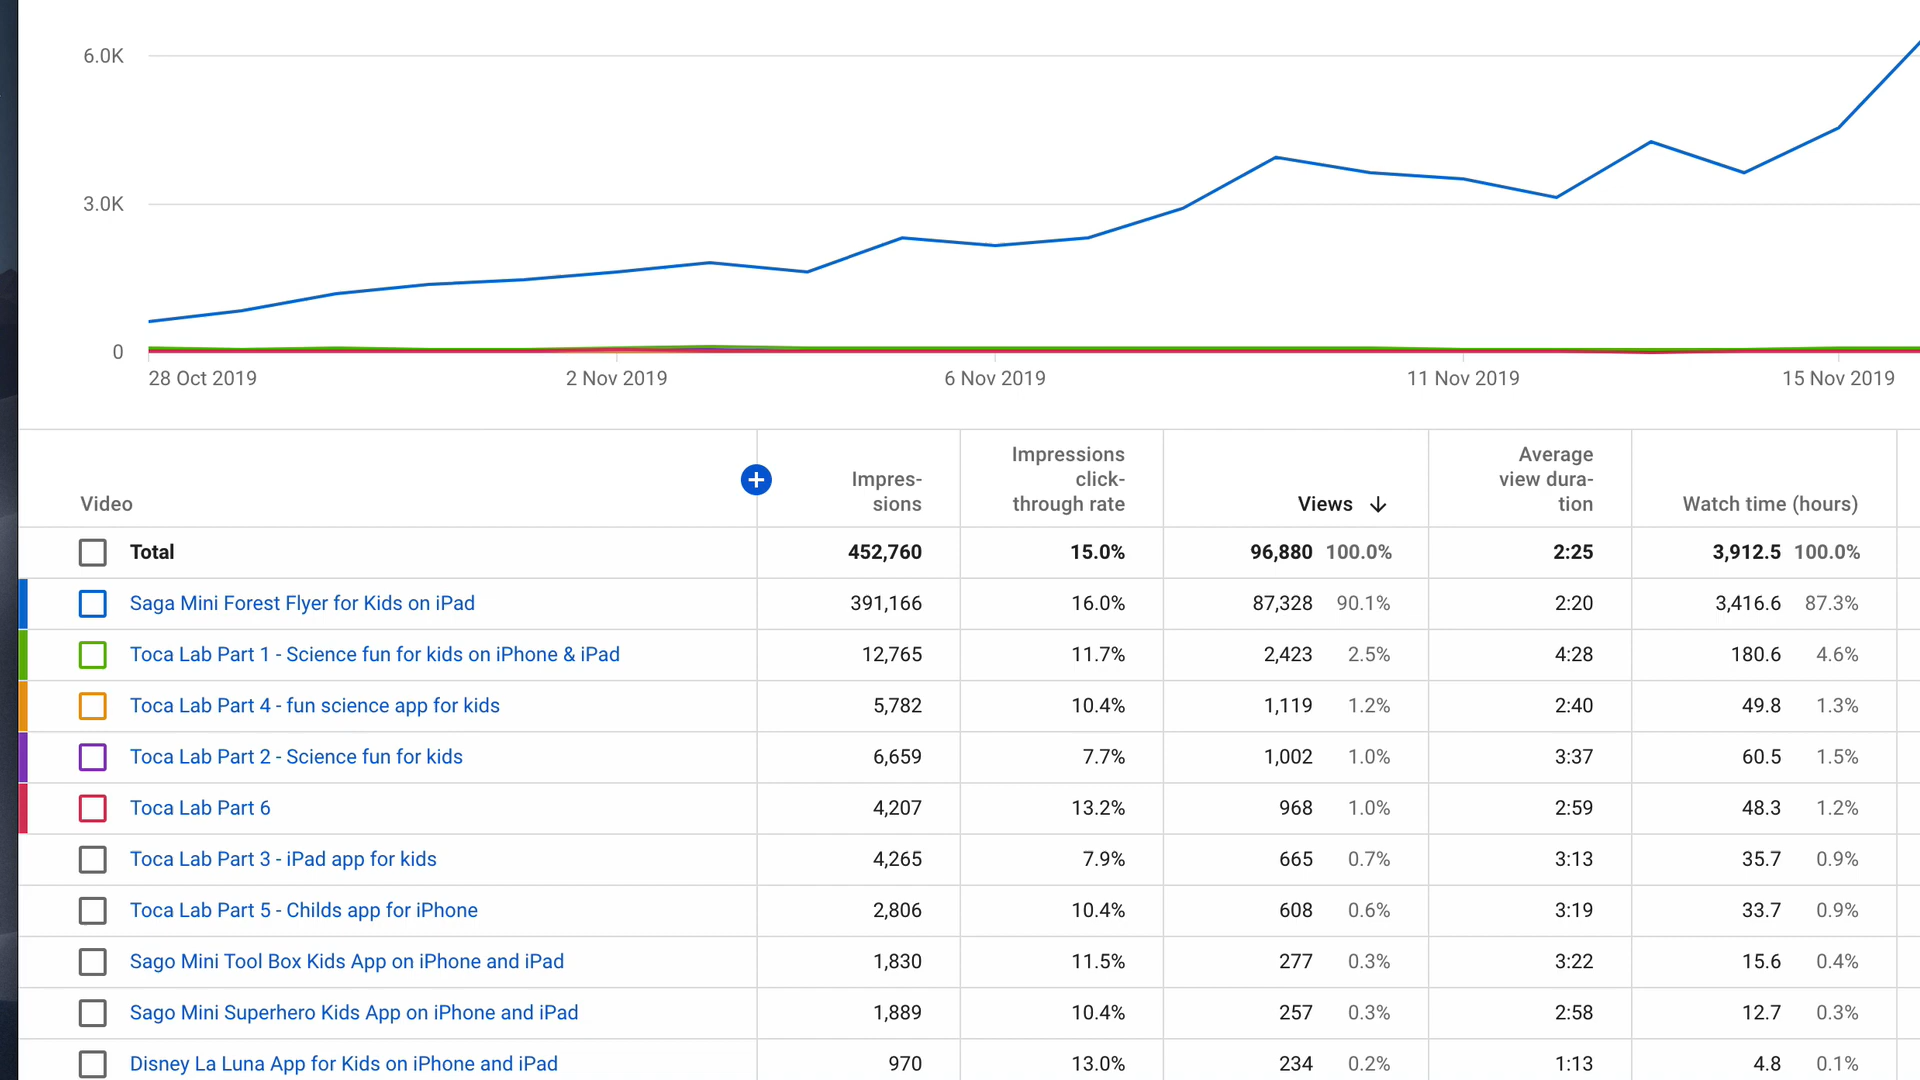 6.0K
3.0K
0
28 Oct 2019 2 Nov 2019 6 Nov 2019 11 Nov 2019 15 Nov 2019
Video Impres-
sions Impressions
click-
through rate Views Average
view dura-
tion Watch time (hours)
Total 452,760 15.0% 96,880 100.0% 2:25 3,912.5 100.0%
Saga Mini Forest Flyer for Kids on iPad 391,166 16.0% 87,328 90.1% 2:20 3,416.6 87.3%
Toca Lab Part 1 - Science fun for kids on iPhone & iPad 12,765 11.7% 2,423 2.5% 4:28 180.6 4.6%
Toca Lab Part 4 - fun science app for kids 5,782 10.4% 1,119 1.2% 2:40 49.8 1.3%
Toca Lab Part 2 - Science fun for kids 6,659 7.7% 1,002 1.0% 3:37 60.5 1.5%
Toca Lab Part 6 4,207 13.2% 968 1.0% 2:59 48.3 1.2%
Toca Lab Part 3 - iPad app for kids 4,265 7.9% 665 0.7% 3:13 35.7 0.9%
Toca Lab Part 5 - Childs app for iPhone 2,806 10.4% 608 0.6% 3:19 33.7 0.9%
Sago Mini Tool Box Kids App on iPhone and iPad 1,830 11.5% 277 0.3% 3:22 15.6 0.4%
Sago Mini Superhero Kids App on iPhone and iPad 1,889 10.4% 257 0.3% 2:58 12.7 0.3%
Disney La Luna App for Kids on iPhone and iPad 970 13.0% 234 0.2% 1:13 4.8 0.1%